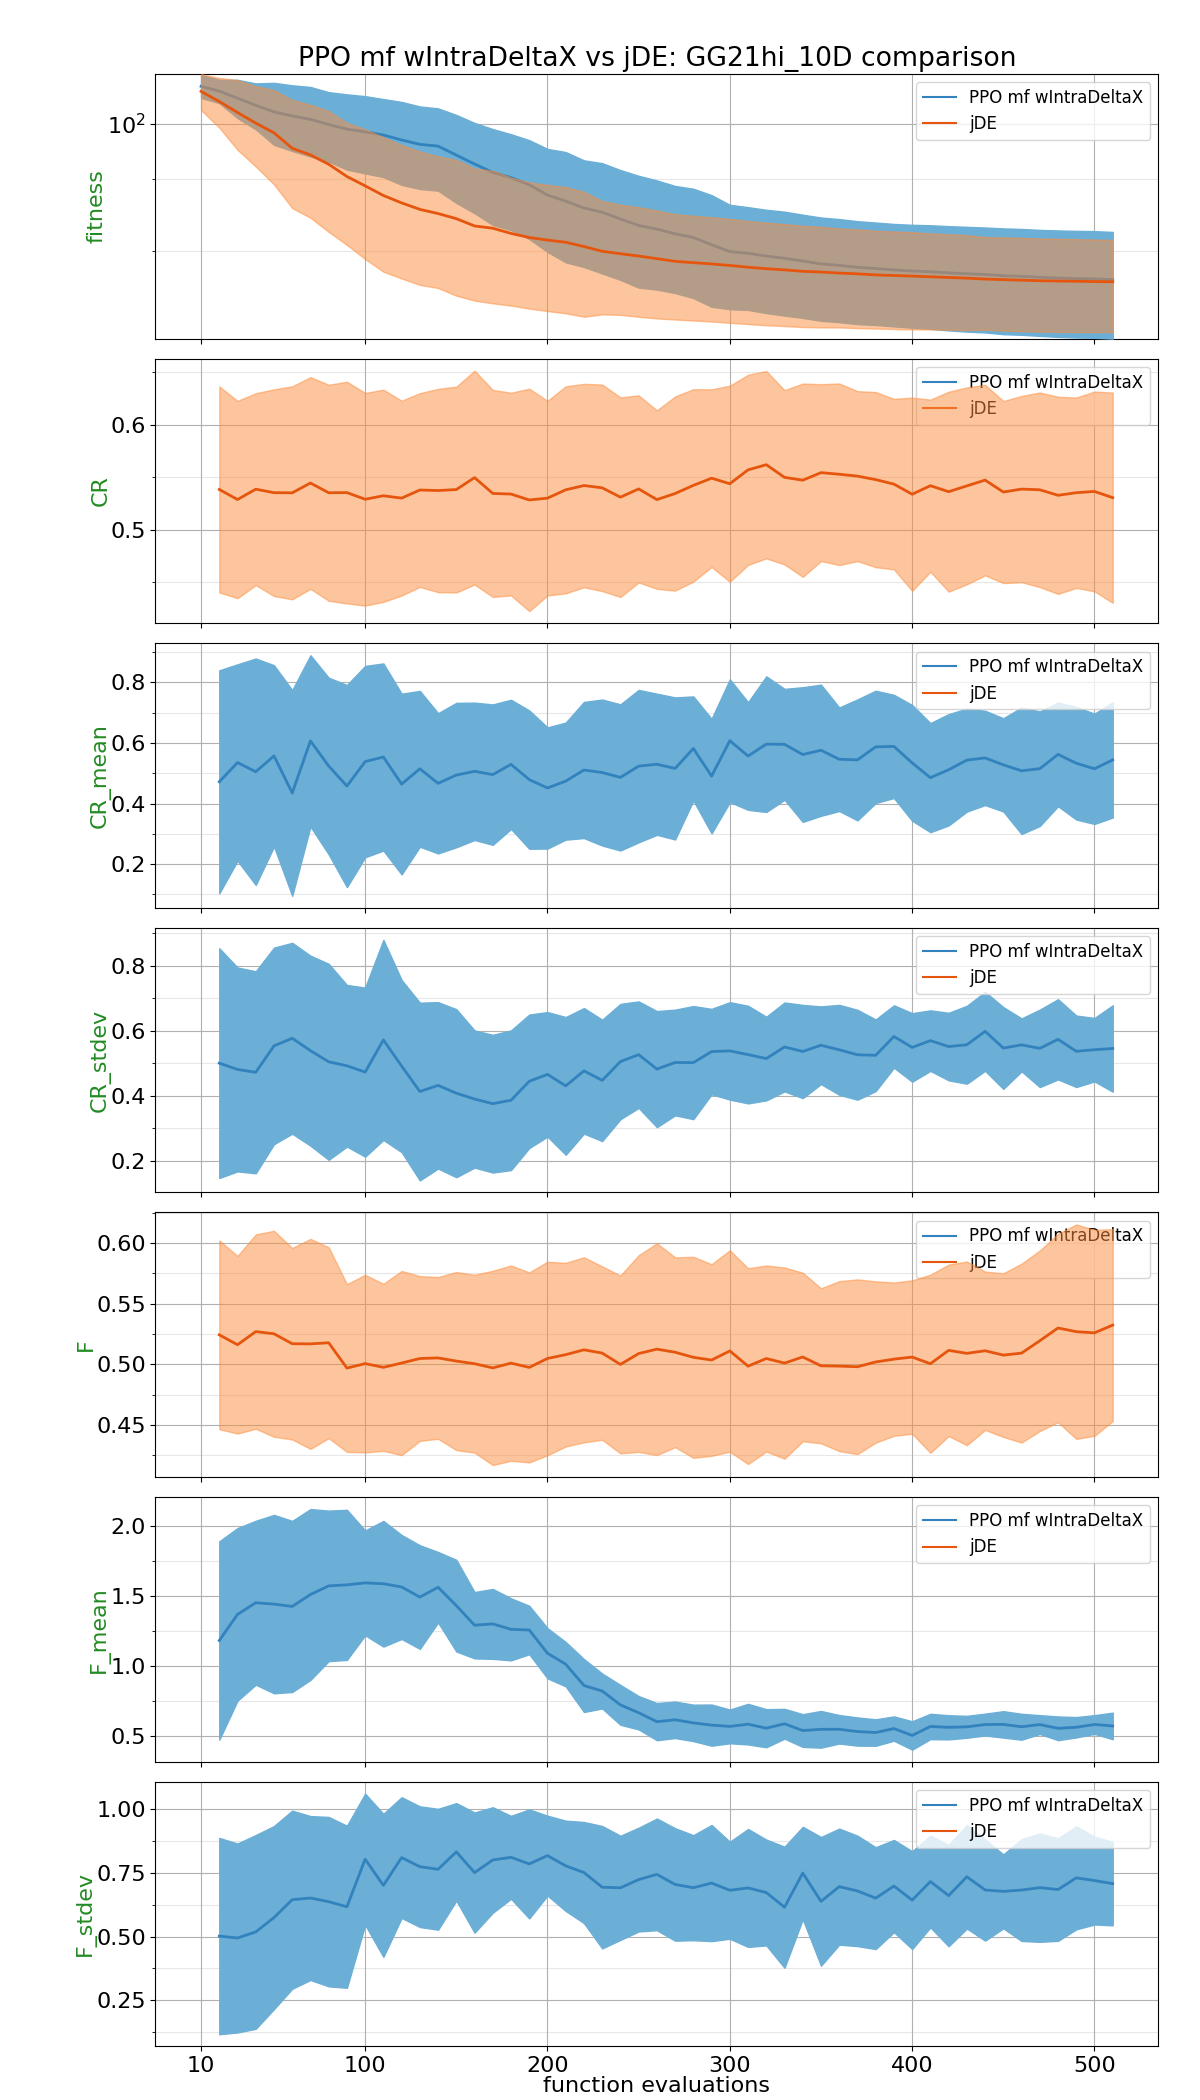 PPO mf wIntraDeltaX vs jDE: GG21hi_10D comparison
PPO mf wIntraDeltaX
jDE
10²
fitness
PPO mf wIntraDeltaX
jDE
0.6
0.5
CR
PPO mf wIntraDeltaX
jDE
0.8
0.6
0.4
0.2
CR_mean
PPO mf wIntraDeltaX
jDE
0.8
0.6
0.4
0.2
CR_stdev
PPO mf wIntraDeltaX
jDE
0.60
0.55
0.50
0.45
F
PPO mf wIntraDeltaX
jDE
2.0
1.5
1.0
0.5
F_mean
PPO mf wIntraDeltaX
jDE
1.00
0.75
0.50
0.25
F_stdev
10 100 200 300 400 500
function evaluations